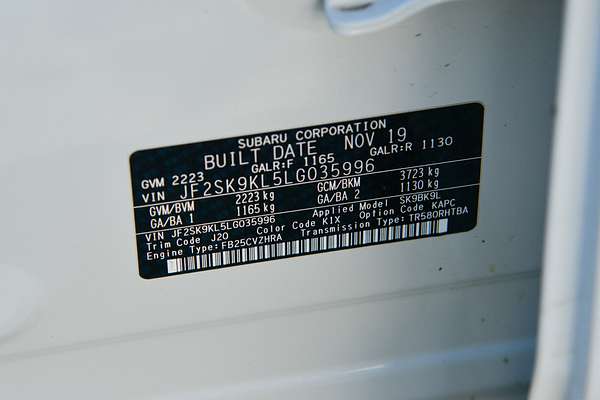 SUBARU CORPORATION
BUILT DATE NOV 19
GVM 2223 GALR:F 1165 GALR:R 1130
VIN JF2SK9KL5LG035996
GVM/BVM 2223 kg GCM/BKM 3723 kg
GA/BA 1 1165 kg GA/BA 2 1130 kg
Applied Model SK9BK9L
VIN JF2SK9KL5LG035996 Option Code KAPC
Trim Code J20 Color Code K1X
Engine Type:FB25CVZHRA Transmission Type:TR580RHTBA